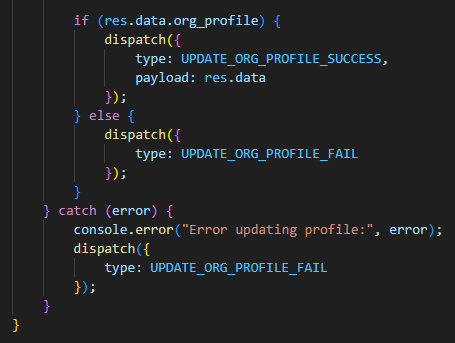 if (res.data.org_profile) {
dispatch({
type: UPDATE_ORG_PROFILE_SUCCESS,
payload: res.data
});
} else {
dispatch({
type: UPDATE_ORG_PROFILE_FAIL
});
}
} catch (error) {
console.error("Error updating profile:", error);
dispatch({
type: UPDATE_ORG_PROFILE_FAIL
});
}
}